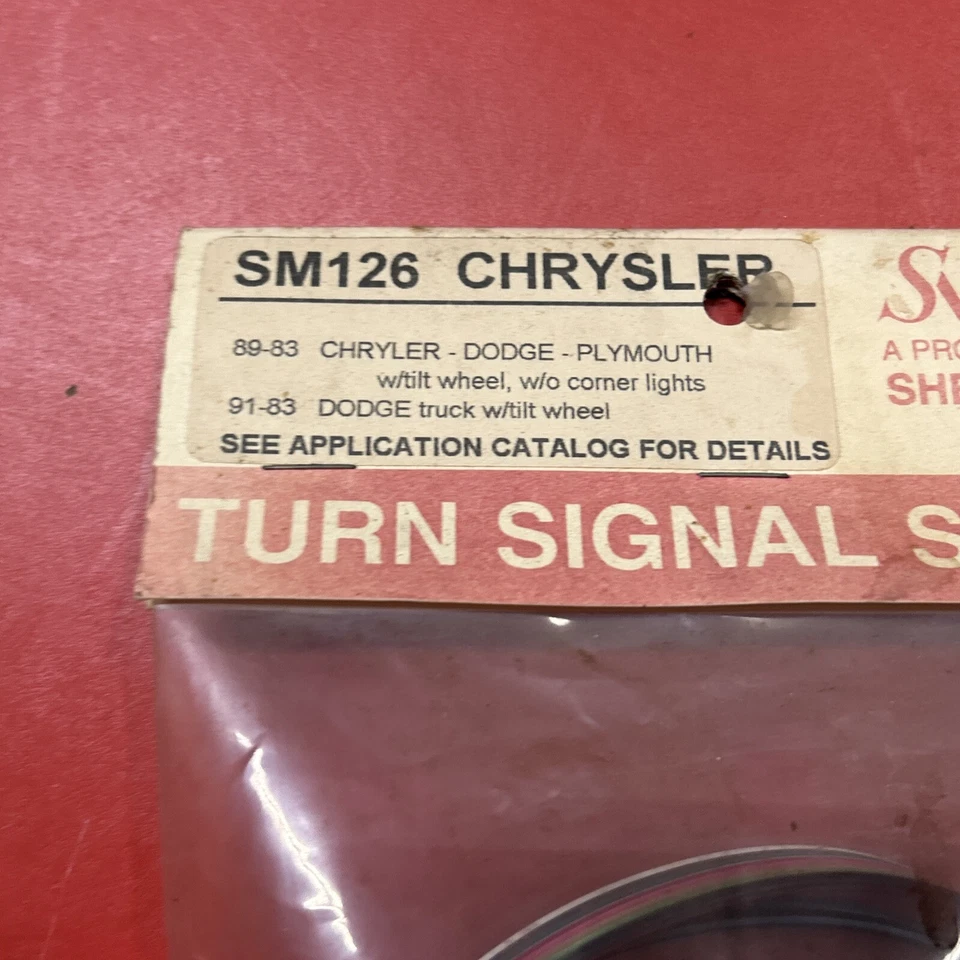 SM126 CHRYSLER
89-83 CHRYLER - DODGE - PLYMOUTH
w/tilt wheel, w/o corner lights
91-83 DODGE truck w/tilt wheel
SEE APPLICATION CATALOG FOR DETAILS
A PRO
SHE
TURN SIGNAL S